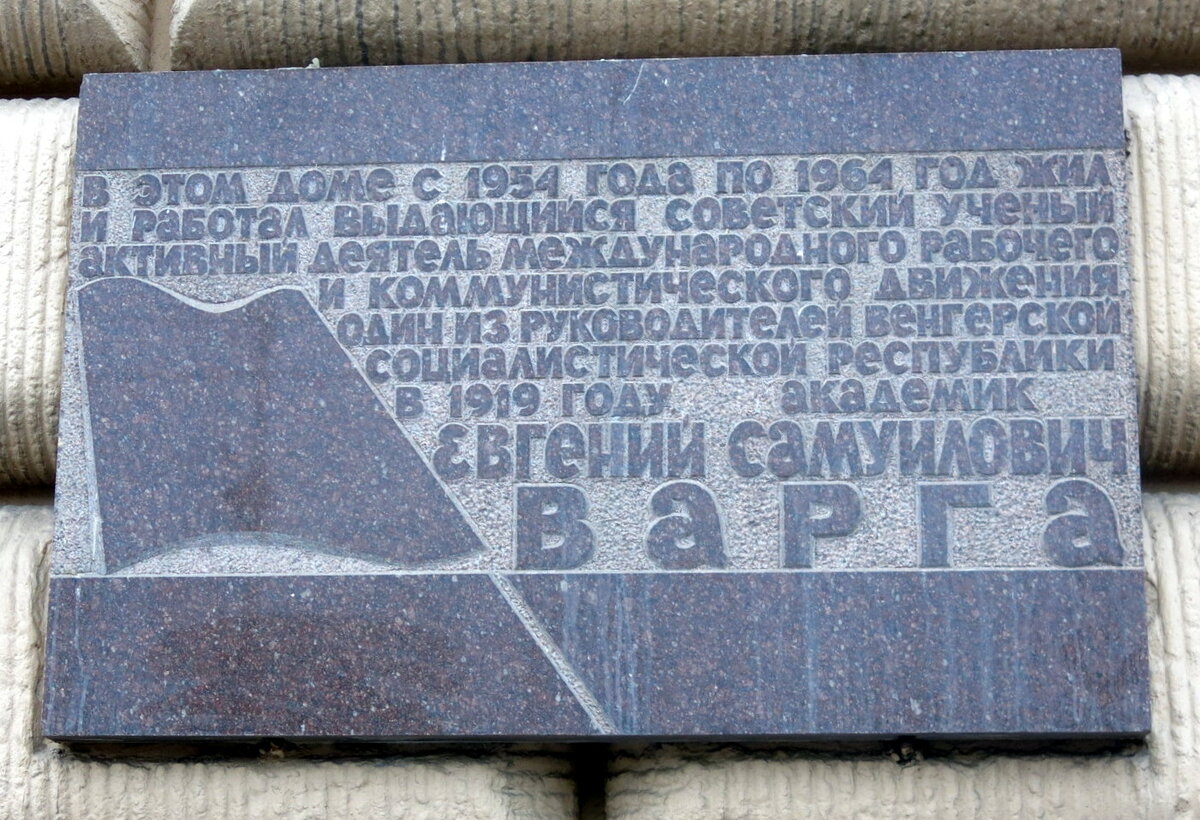 в этом доме с 1954 года по 1964 год жил
и работал выдающийся советский ученый
активный деятель международного рабочего
и коммунистического движения
один из руководителей венгерской
социалистической республики
в 1919 году академик
Евгений Самуилович
Варга